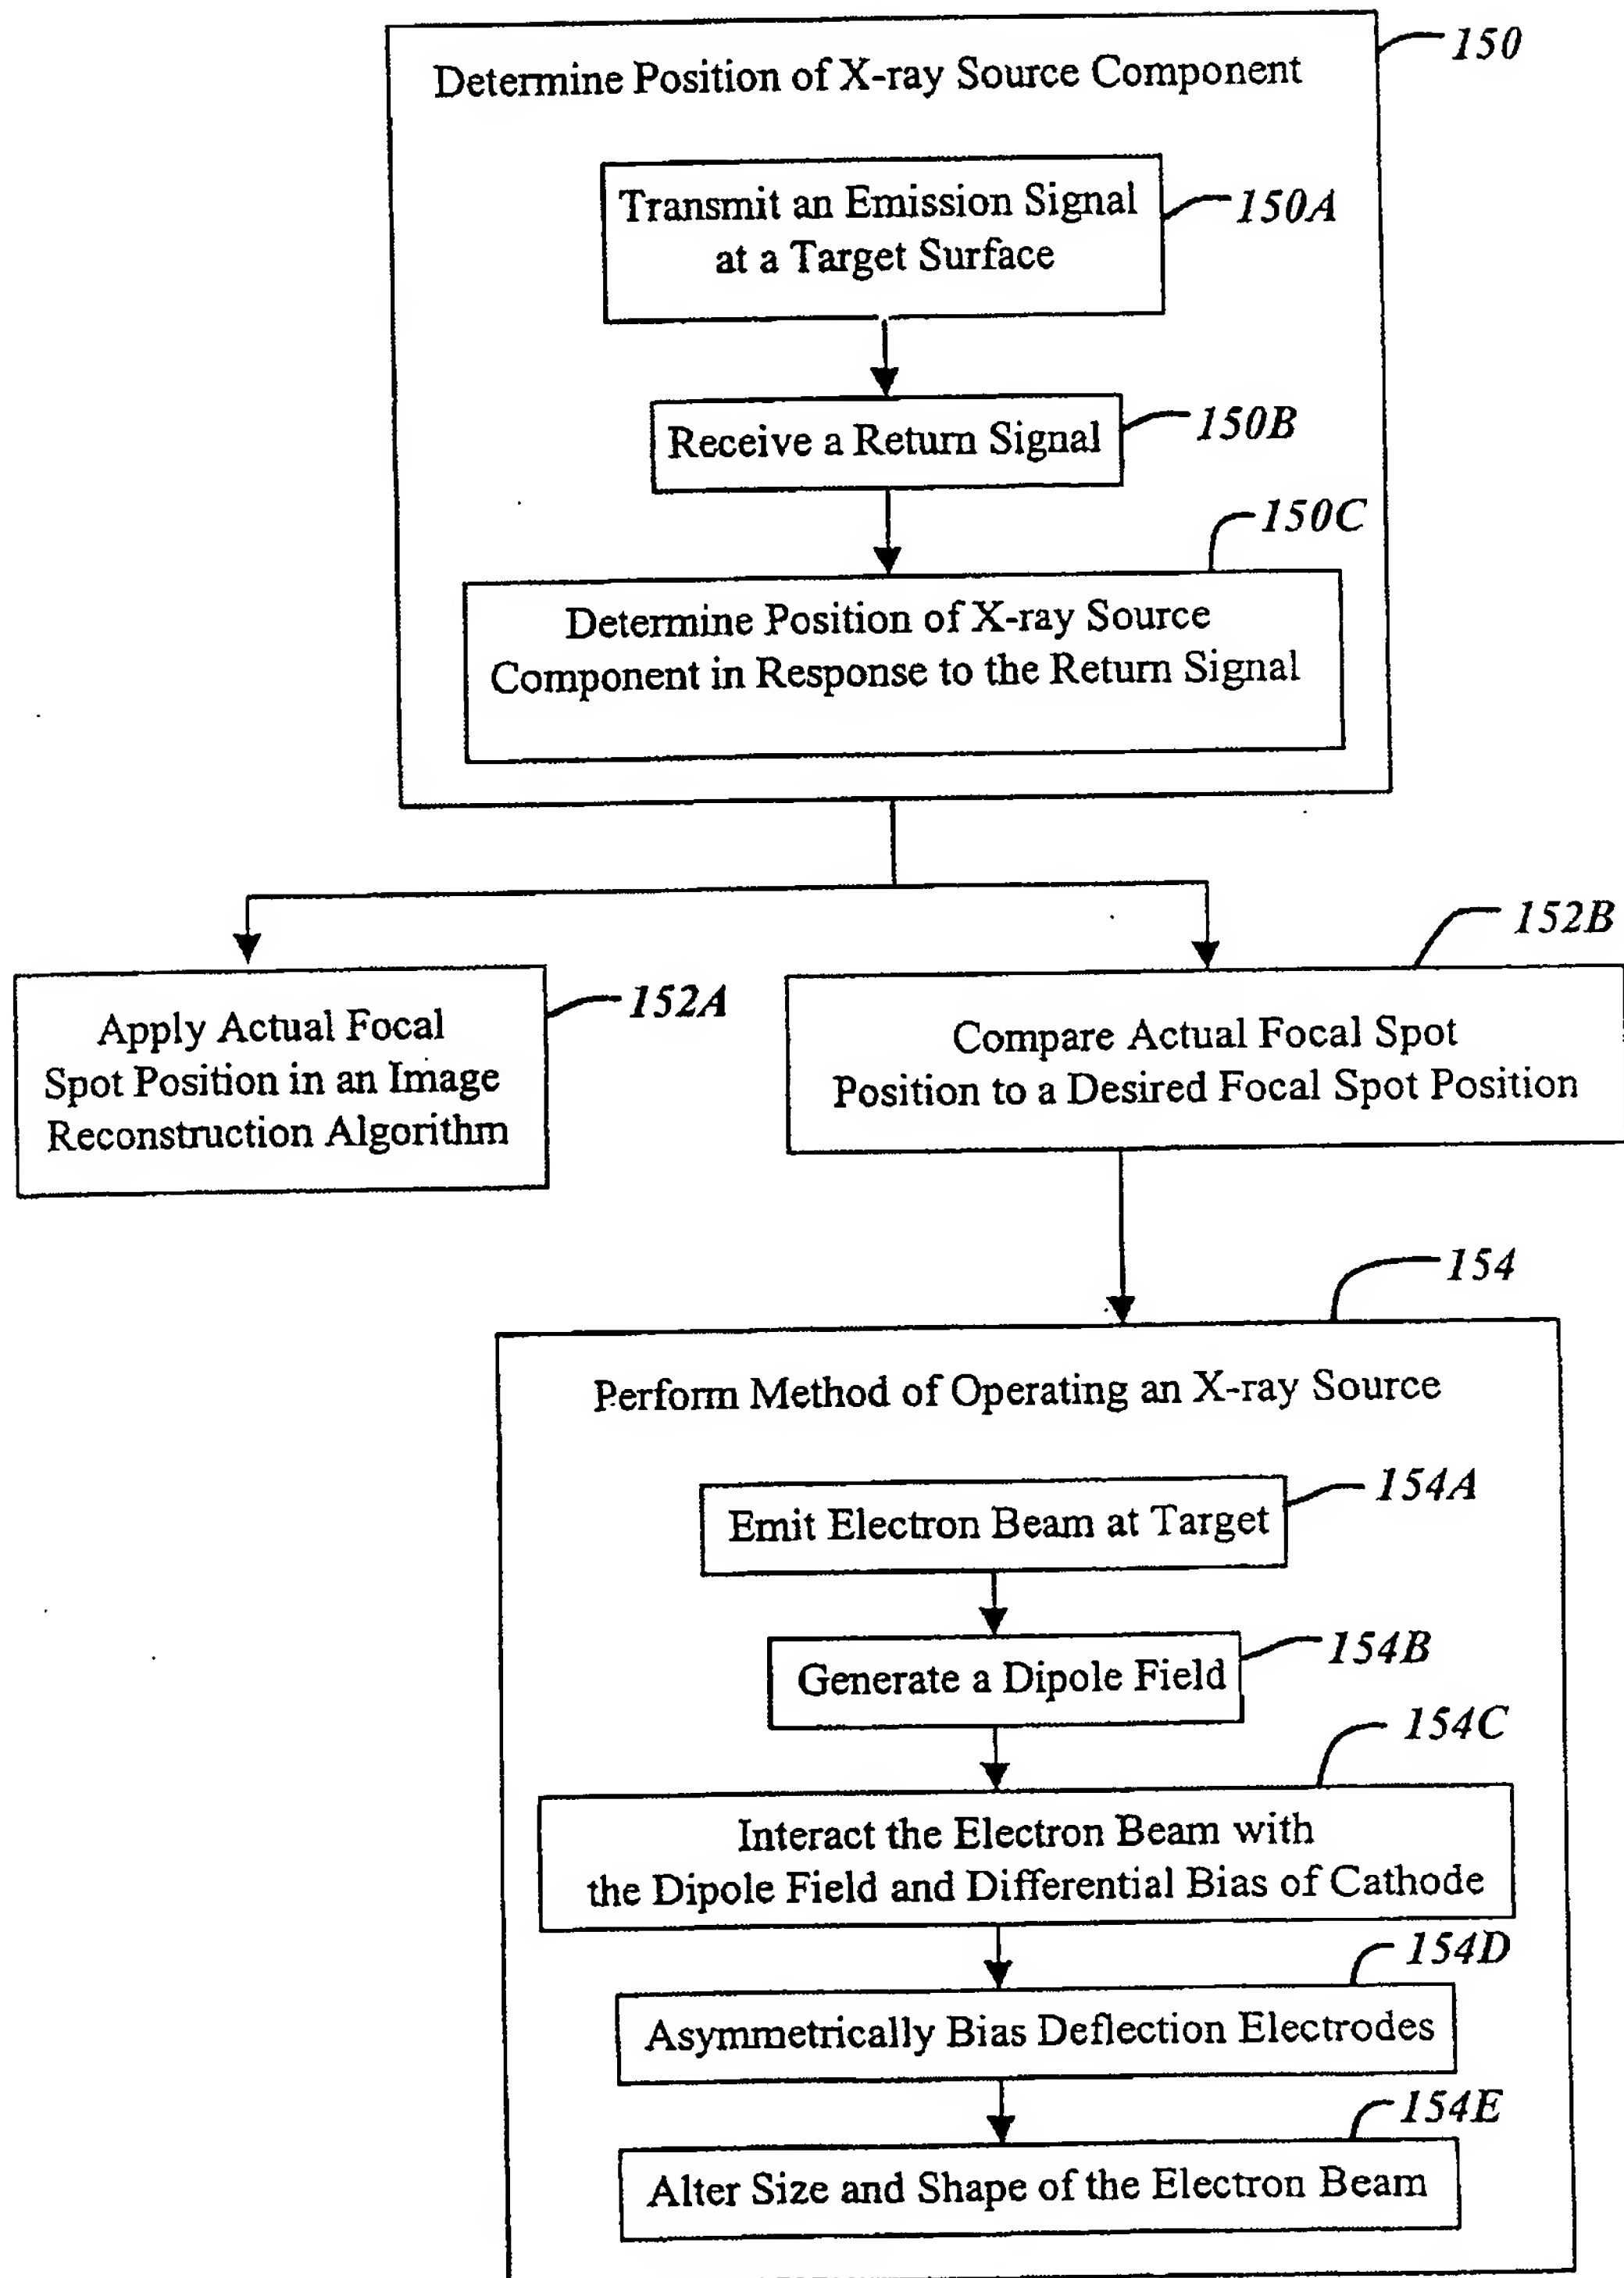 Determine Position of X-ray Source Component
150
Transmit an Emission Signal
at a Target Surface
150A
Receive a Return Signal
150B
150C
Determine Position of X-ray Source
Component in Response to the Return Signal
152B
152A
Apply Actual Focal
Spot Position in an Image
Reconstruction Algorithm
Compare Actual Focal Spot
Position to a Desired Focal Spot Position
154
Perform Method of Operating an X-ray Source
154A
Emit Electron Beam at Target
154B
Generate a Dipole Field
154C
Interact the Electron Beam with
the Dipole Field and Differential Bias of Cathode
154D
Asymmetrically Bias Deflection Electrodes
154E
Alter Size and Shape of the Electron Beam